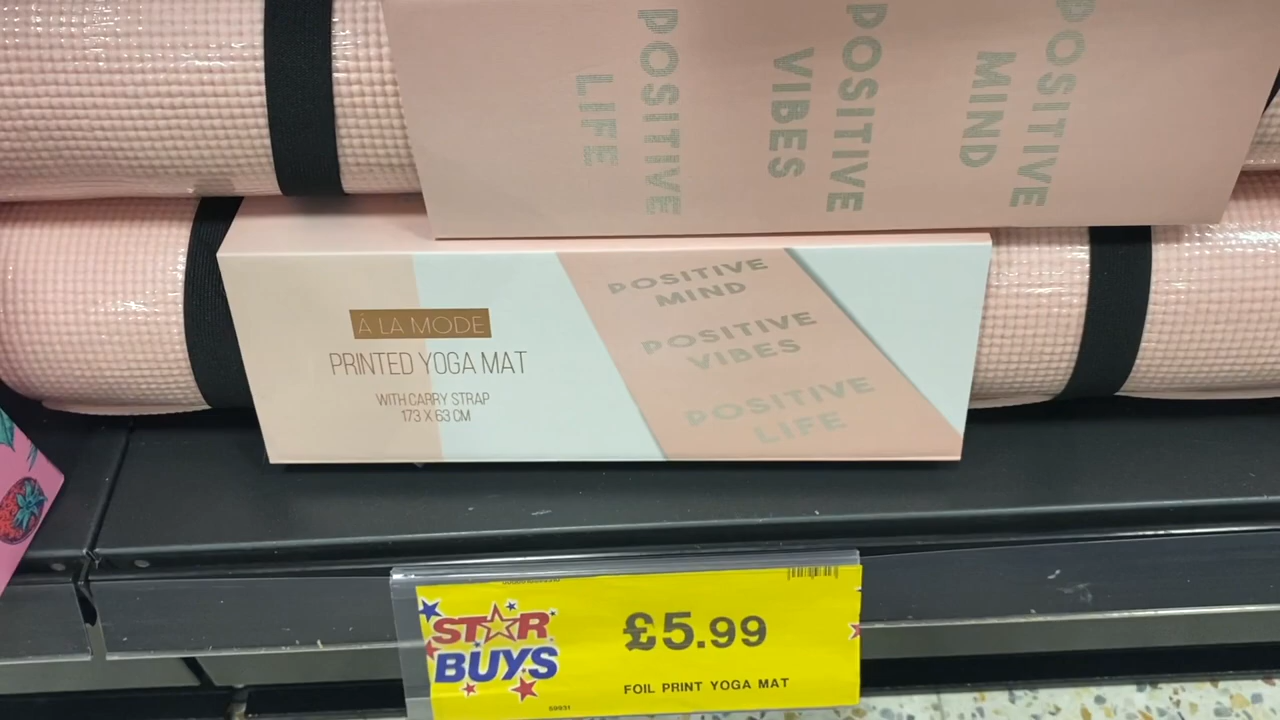 POSITIVE
LIFE
POSITIVE
VIBES
POSITIVE
MIND
À LA MODE
PRINTED YOGA MAT
WITH CARRY STRAP
173 X 63 CM
POSITIVE
MIND
POSITIVE
VIBES
POSITIVE
LIFE
STAR
BUYS
£5.99
FOIL PRINT YOGA MAT
59931